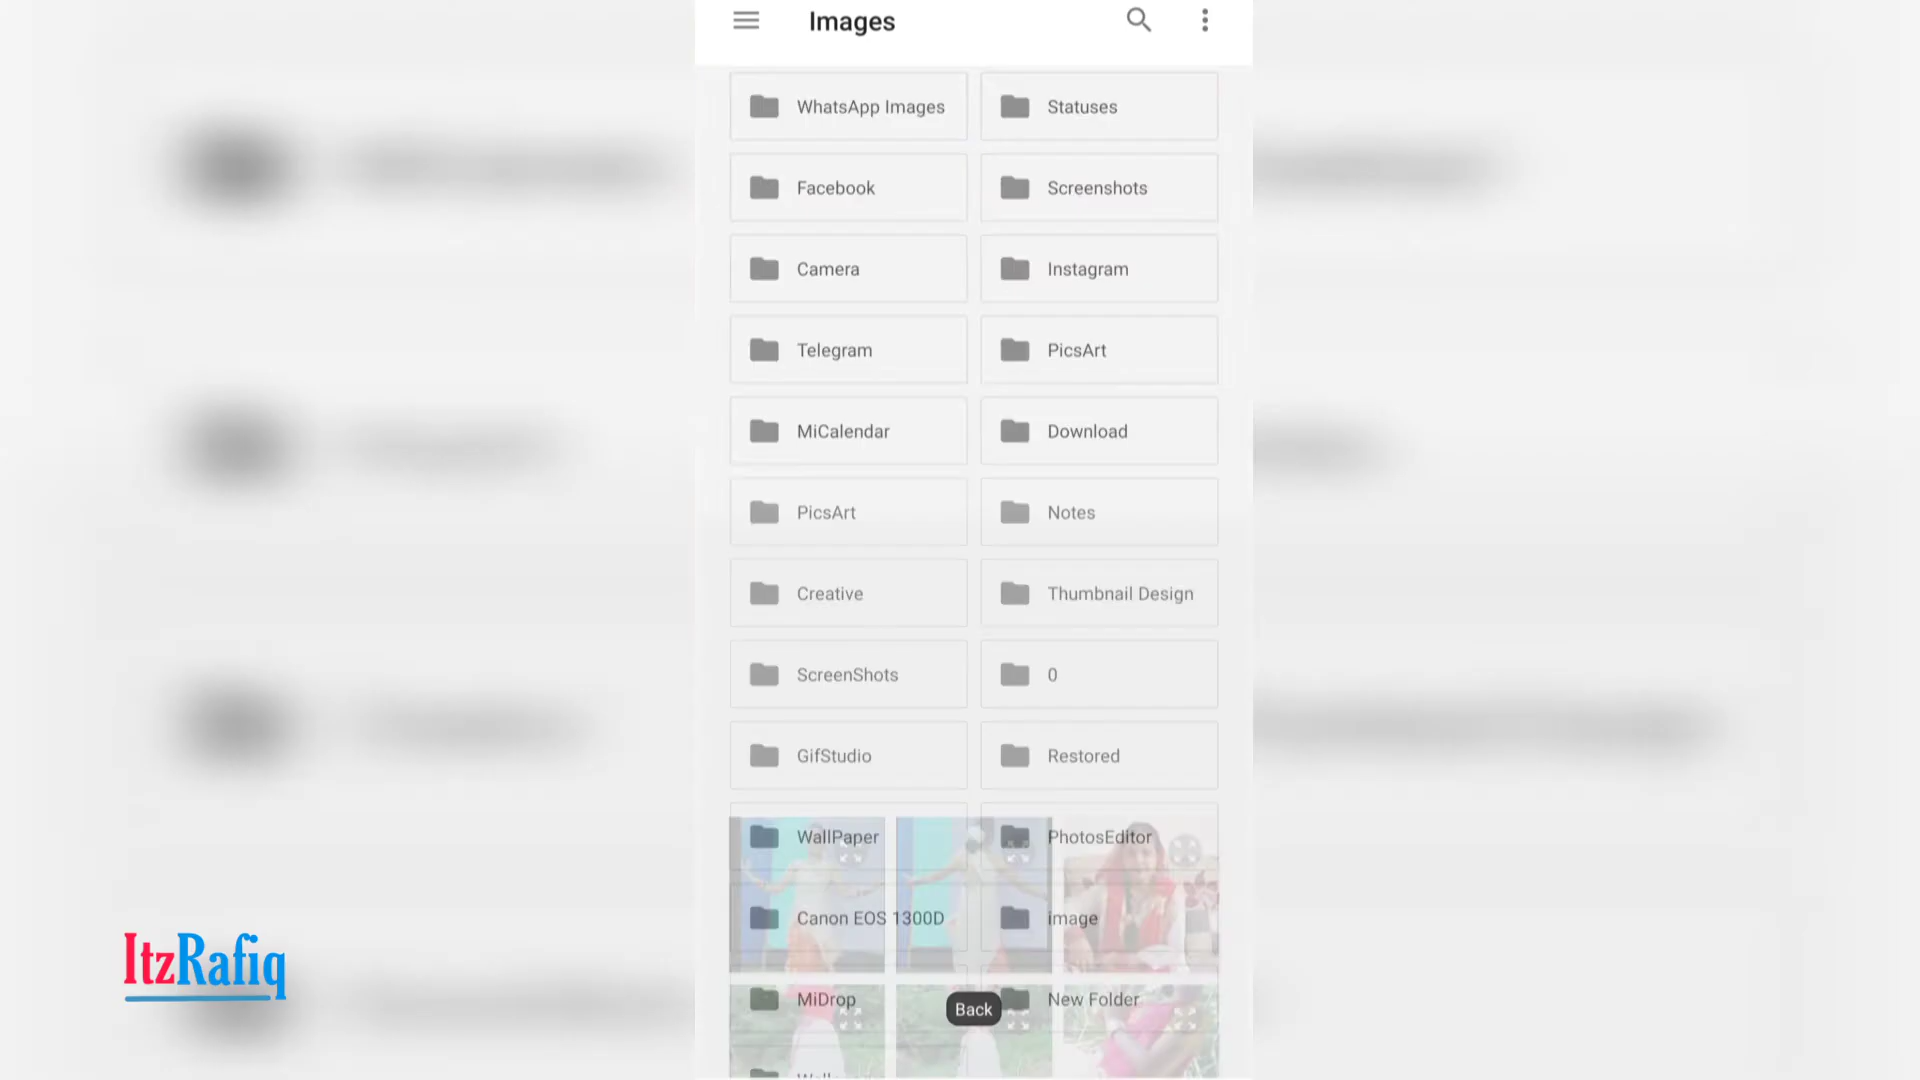 Images
WhatsApp Images
Statuses
Facebook
Screenshots
Camera
Instagram
Telegram
PicsArt
MiCalendar
Download
PicsArt
Notes
Creative
Thumbnail Design
ScreenShots
0
GifStudio
Restored
WallPaper
PhotosEditor
Canon EOS 1300D
image
MiDrop
New Folder
Back
ItzRafiq